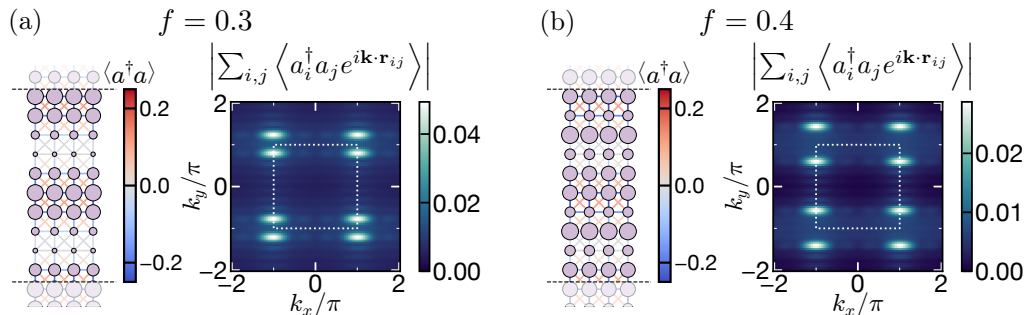 (a) f = 0.3
⟨a†a⟩ |∑i,j ⟨a†i aj e^{ik·rij}⟩|
0.2
0.0
−0.2
2
0
−2
ky/π
−2 0 2
kx/π
0.04
0.02
0.00
(b) f = 0.4
⟨a†a⟩ |∑i,j ⟨a†i aj e^{ik·rij}⟩|
0.2
0.0
−0.2
2
0
−2
ky/π
−2 0 2
kx/π
0.02
0.01
0.00